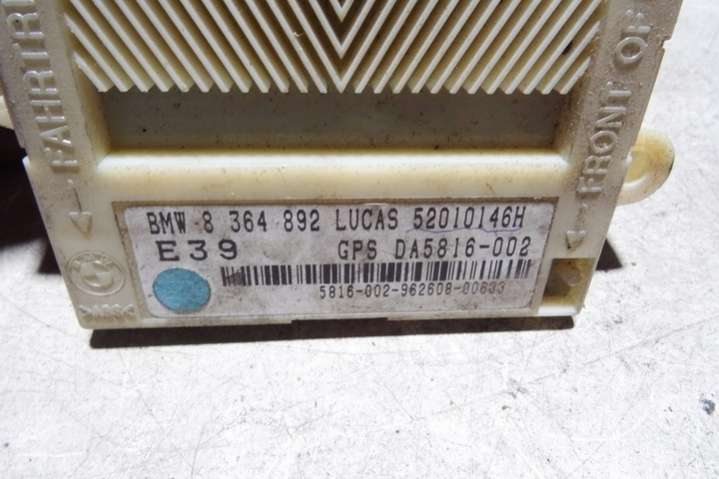 FAHRTRI
FRONT OF
BMW 8 364 892 LUCAS 52010146H
E39 GPS DA5816-002
5816-002-962608-00633